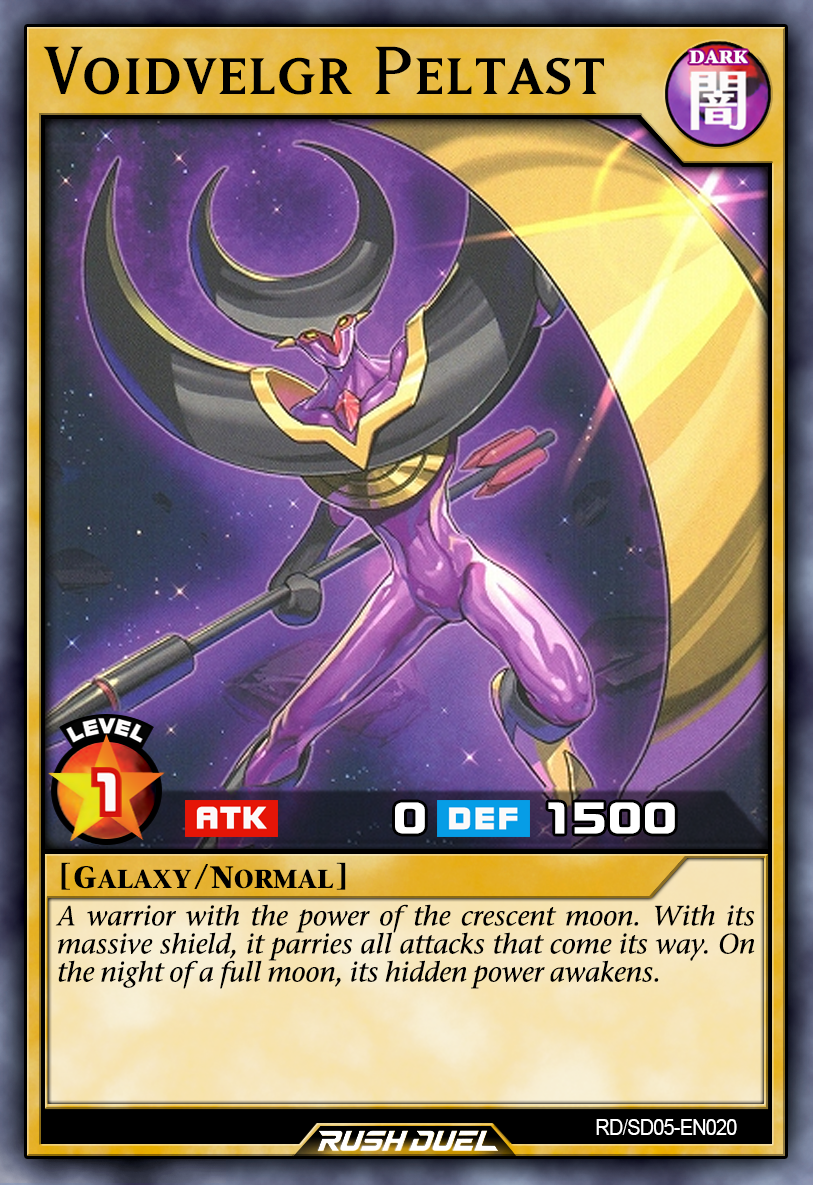 Voidvelgr Peltast
DARK
闇
LEVEL
1
ATK 0 DEF 1500
[Galaxy/Normal]
A warrior with the power of the crescent moon. With its
massive shield, it parries all attacks that come its way. On
the night of a full moon, its hidden power awakens.
RD/SD05-EN020
RUSH DUEL